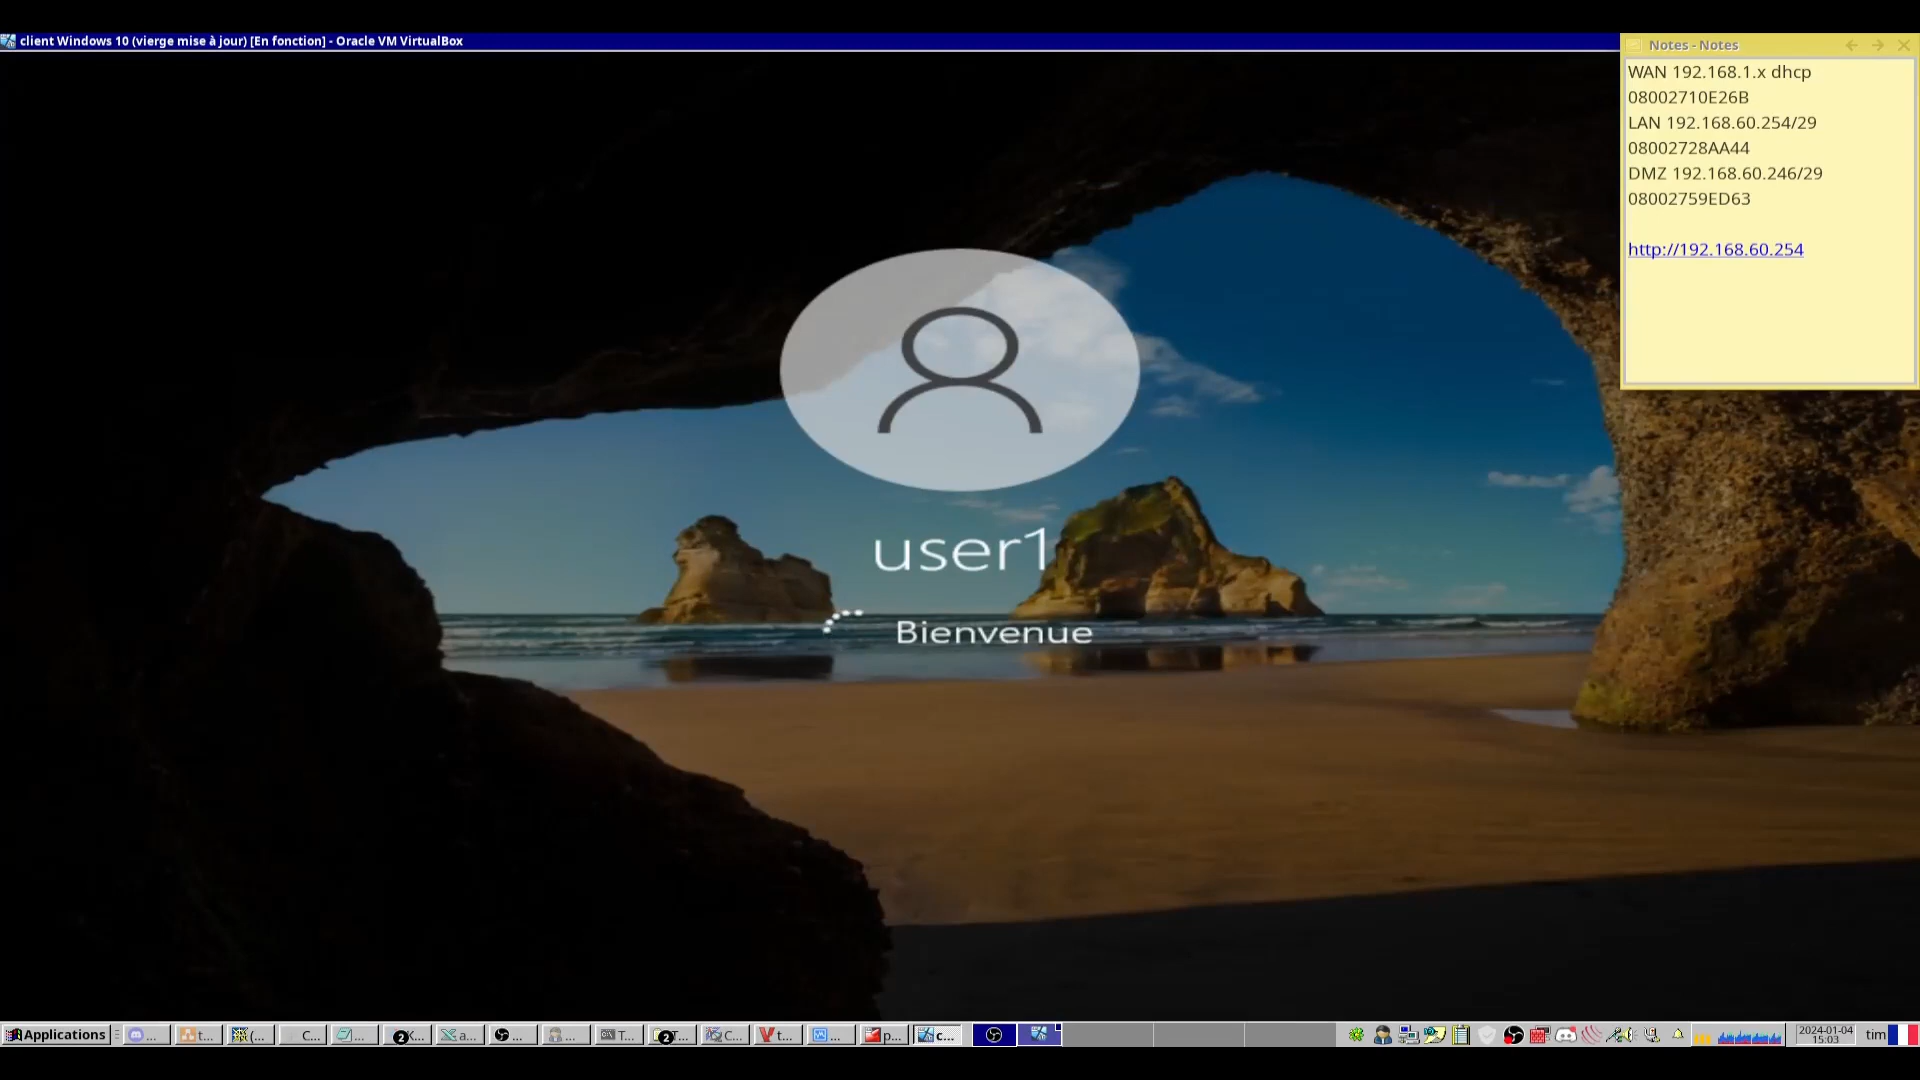 client Windows 10 (vierge mise à jour) [En fonction] - Oracle VM VirtualBox
Notes - Notes
WAN 192.168.1.x dhcp
08002710E26B
LAN 192.168.60.254/29
08002728AA44
DMZ 192.168.60.246/29
08002759ED63
http://192.168.60.254
user1
Bienvenue
Applications
...
t...
(...
C...
...
2 K...
a...
...
...
T...
2 T...
C...
t...
...
p...
c...
2024-01-04
15:03
tim